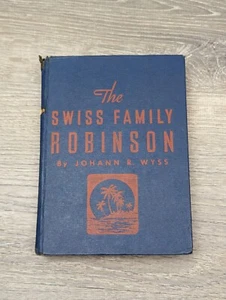 The
SWISS FAMILY
ROBINSON
By JOHANN R. WYSS